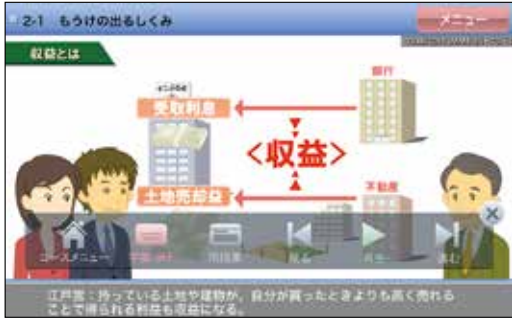 2-1 もうけの出るしくみ
メニュー
収益とは
銀行
受取利息
<収益>
土地売却益
不動産
コースメニュー
用語集
戻る
再生
進む
江戸宮：持っている土地や建物が、自分が買ったときよりも高く売れる
ことで得られる利益も収益になる。